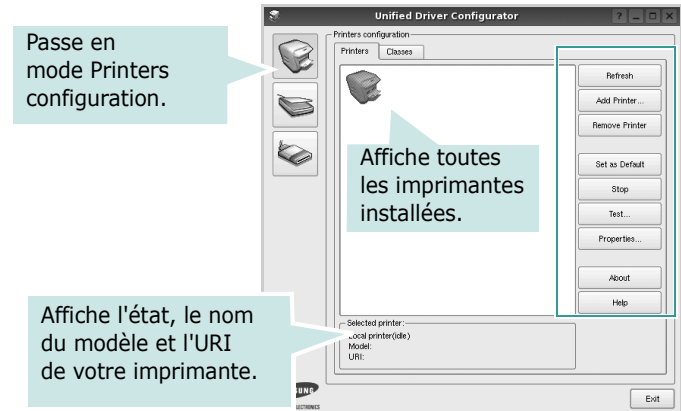 Unified Driver Configurator
Passe en
mode Printers
configuration.
Printers configuration
Printers
Classes
Refresh
Add Printer...
Remove Printer
Affiche toutes
les imprimantes
installées.
Set as Default
Stop
Test...
Properties...
About
Help
Affiche l'état, le nom
du modèle et l'URI
de votre imprimante.
Selected printer:
Local printer(idle)
Model:
URI:
Exit